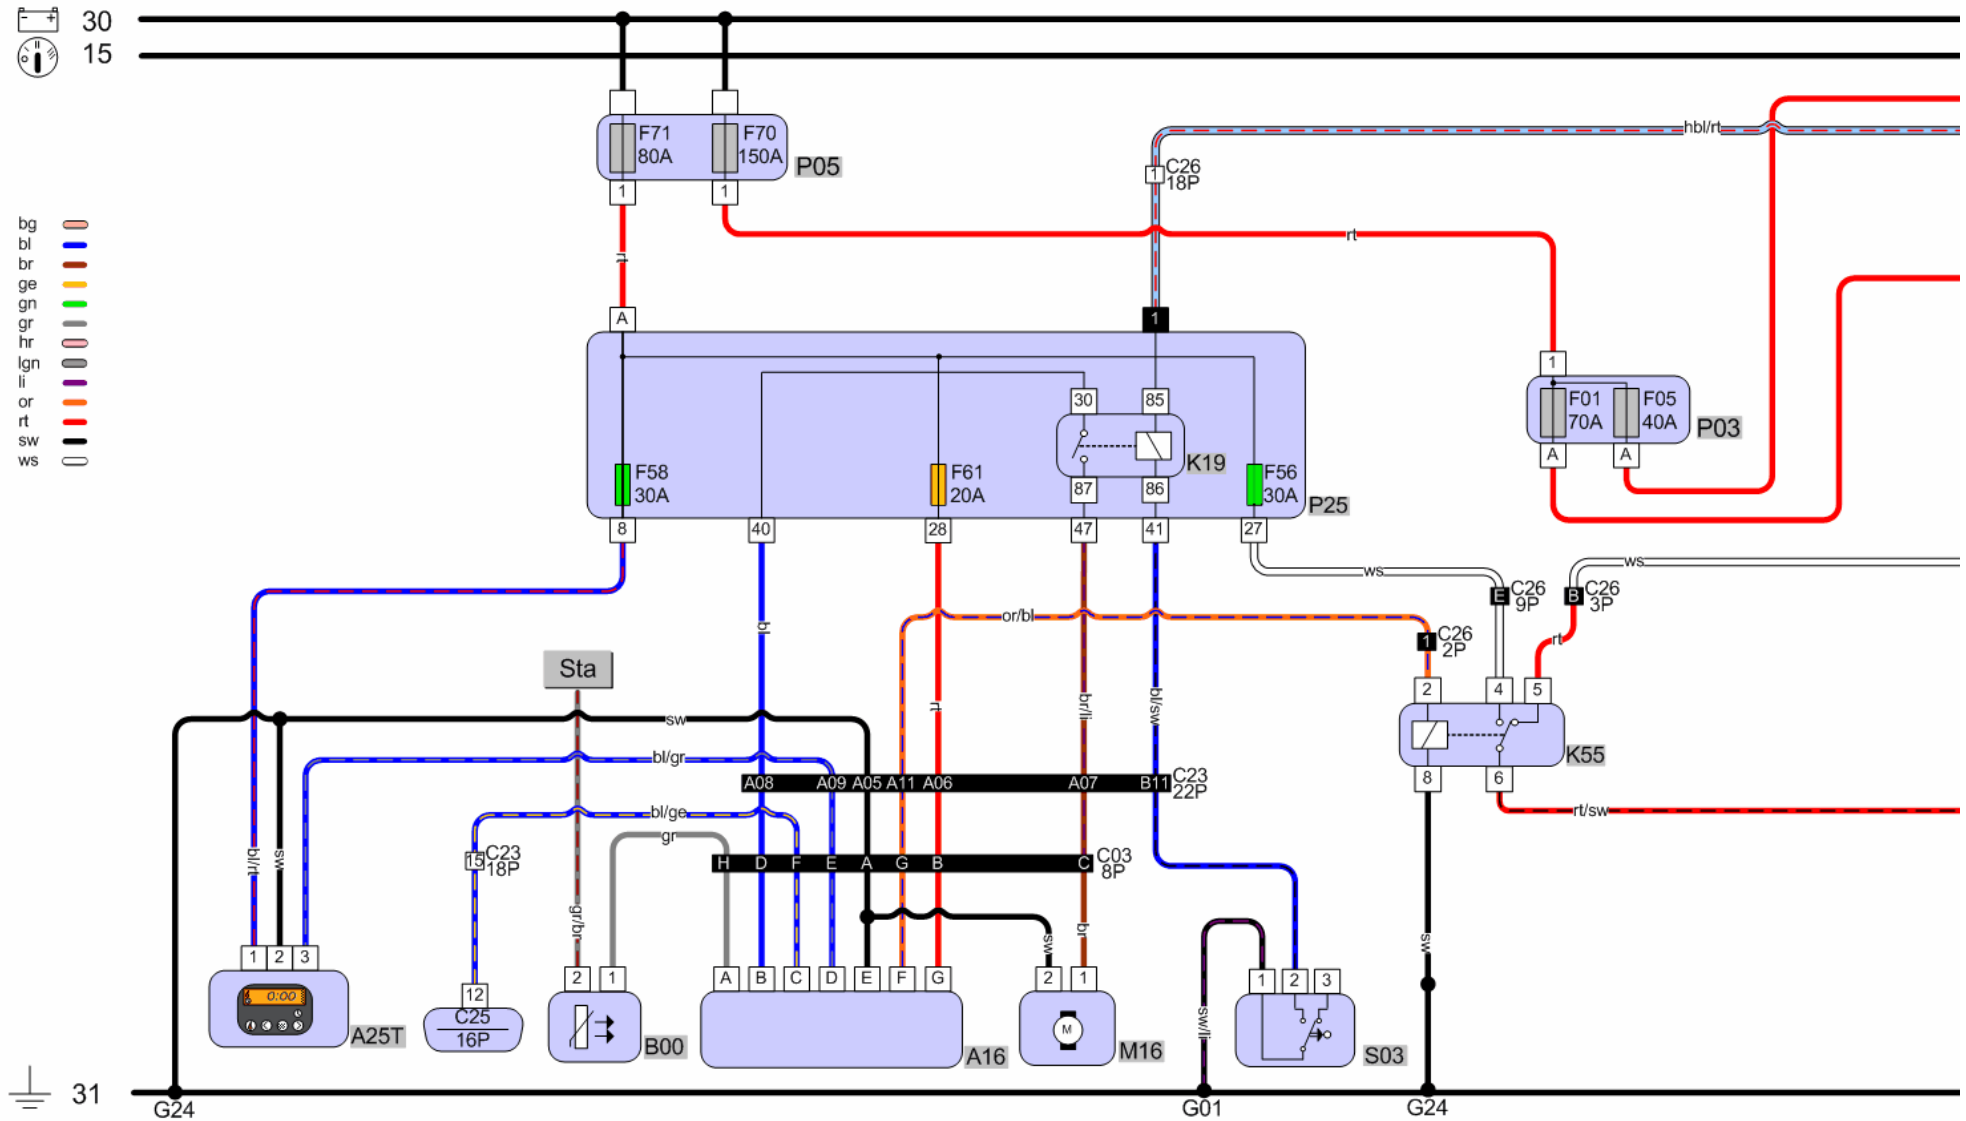 30
15
F71
80A
F70
150A
P05
1
1
hbl/rt
1
C26
18P
bg
bl
br
ge
gn
gr
hr
lgn
li
or
rt
sw
ws
rt
rt
A
1
1
F01
70A
F05
40A
P03
A
A
30
85
K19
87
86
F58
30A
F61
20A
F56
30A
P25
8
40
28
47
41
27
ws
ws
E
C26
9P
B
C26
3P
or/bl
bl
rt
1
C26
2P
Sta
2
4
5
sw
rt
br/li
bl/sw
K55
bl/gr
A08
A09
A05
A11
A06
A07
B11
C23
22P
8
6
rt/sw
bl/ge
gr
15
C23
18P
bl/rt
sw
H
D
F
E
A
G
B
C
C03
8P
gr/br
sw
br
sw
1
2
3
0:00
A25T
12
C25
16P
2
1
B00
A
B
C
D
E
F
G
A16
2
1
M
M16
sw/li
1
2
3
S03
31
G24
G01
G24